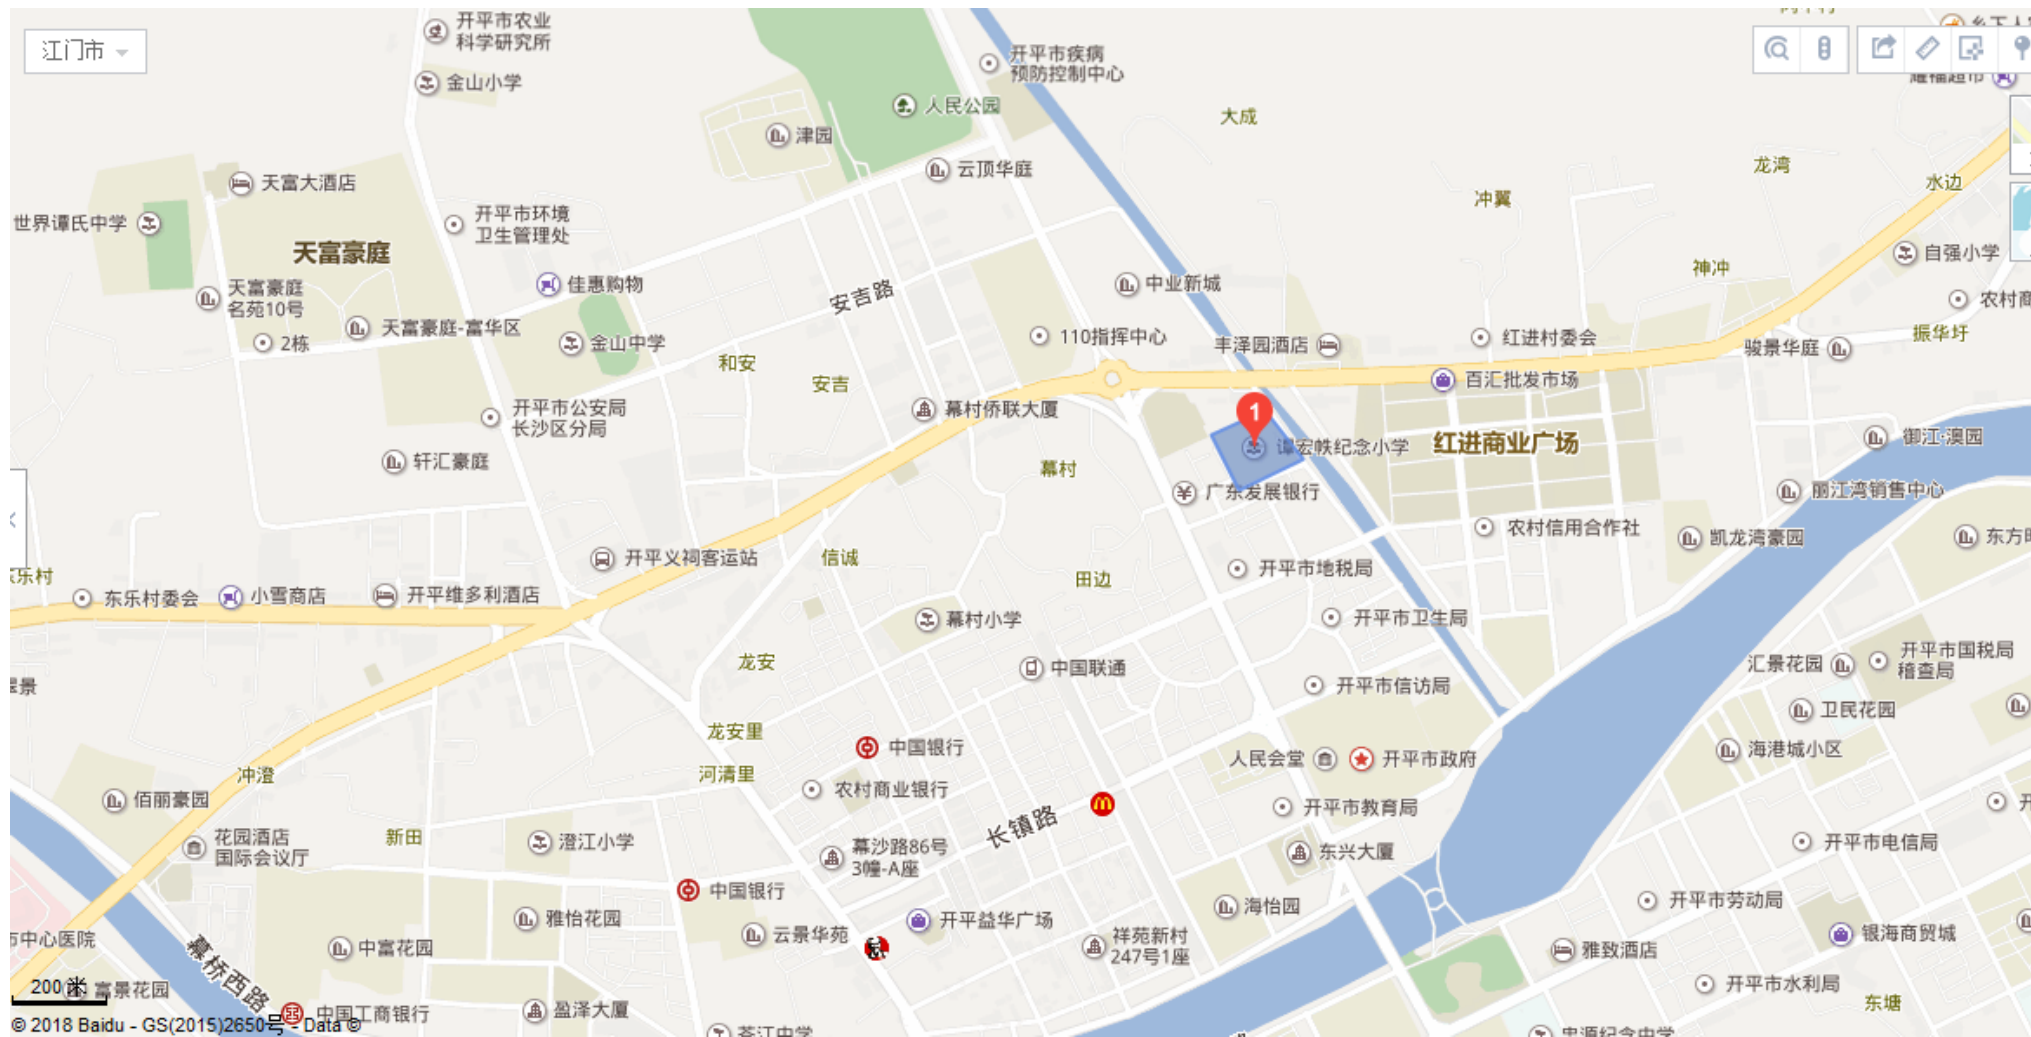 江门市
开平市农业
科学研究所
金山小学
开平市疾病
预防控制中心
人民公园
津园
云顶华庭
大成
龙湾
水边
冲翼
天富大酒店
世界谭氏中学
天富豪庭
开平市环境
卫生管理处
自强小学
神冲
天富豪庭
名苑10号
佳惠购物
安吉路
中业新城
农村商
天富豪庭-富华区
2栋
金山中学
110指挥中心
丰泽园酒店
红进村委会
骏景华庭
振华圩
和安
安吉
百汇批发市场
开平市公安局
长沙区分局
幕村侨联大厦
1
谭宏帙纪念小学
红进商业广场
御江·澳园
轩汇豪庭
幕村
广东发展银行
丽江湾销售中心
农村信用合作社
凯龙湾豪园
东方
开平义祠客运站
信诚
田边
开平市地税局
乐村
东乐村委会
小雪商店
开平维多利酒店
幕村小学
开平市卫生局
龙安
中国联通
汇景花园
开平市国税局
稽查局
景
开平市信访局
卫民花园
龙安里
中国银行
人民会堂
开平市政府
海港城小区
冲澄
河清里
农村商业银行
佰丽豪园
长镇路
开平市教育局
花园酒店
国际会议厅
新田
澄江小学
幕沙路86号
3幢-A座
东兴大厦
开平市电信局
中国银行
开平市劳动局
雅怡花园
海怡园
开平益华广场
云景华苑
祥苑新村
247号1座
银海商贸城
市中心医院
中富花园
雅致酒店
幕桥西路
200米
富景花园
开平市水利局
东塘
中国工商银行
盈泽大厦
© 2018 Baidu - GS(2015)2650号 - Data ©